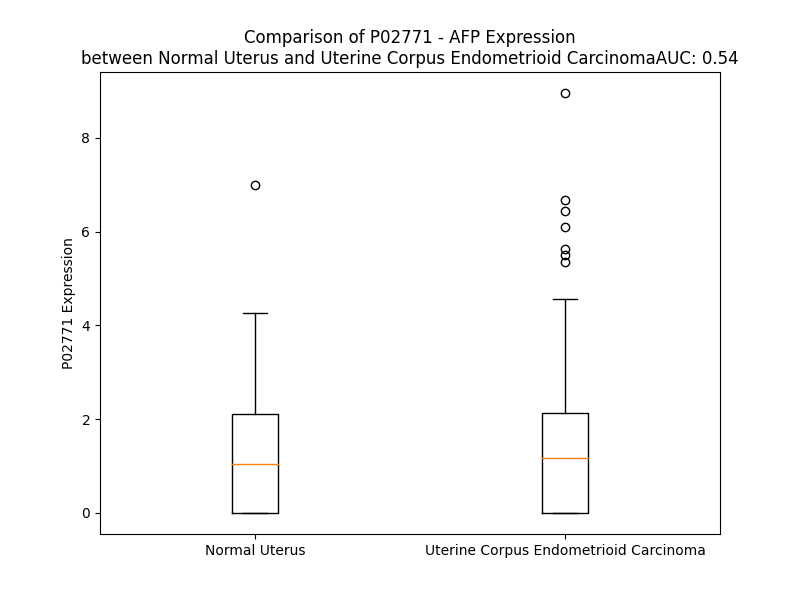 Comparison of P02771 - AFP Expression
between Normal Uterus and Uterine Corpus Endometrioid CarcinomaAUC: 0.54
8
6
4
2
0
P02771 Expression
Normal Uterus
Uterine Corpus Endometrioid Carcinoma